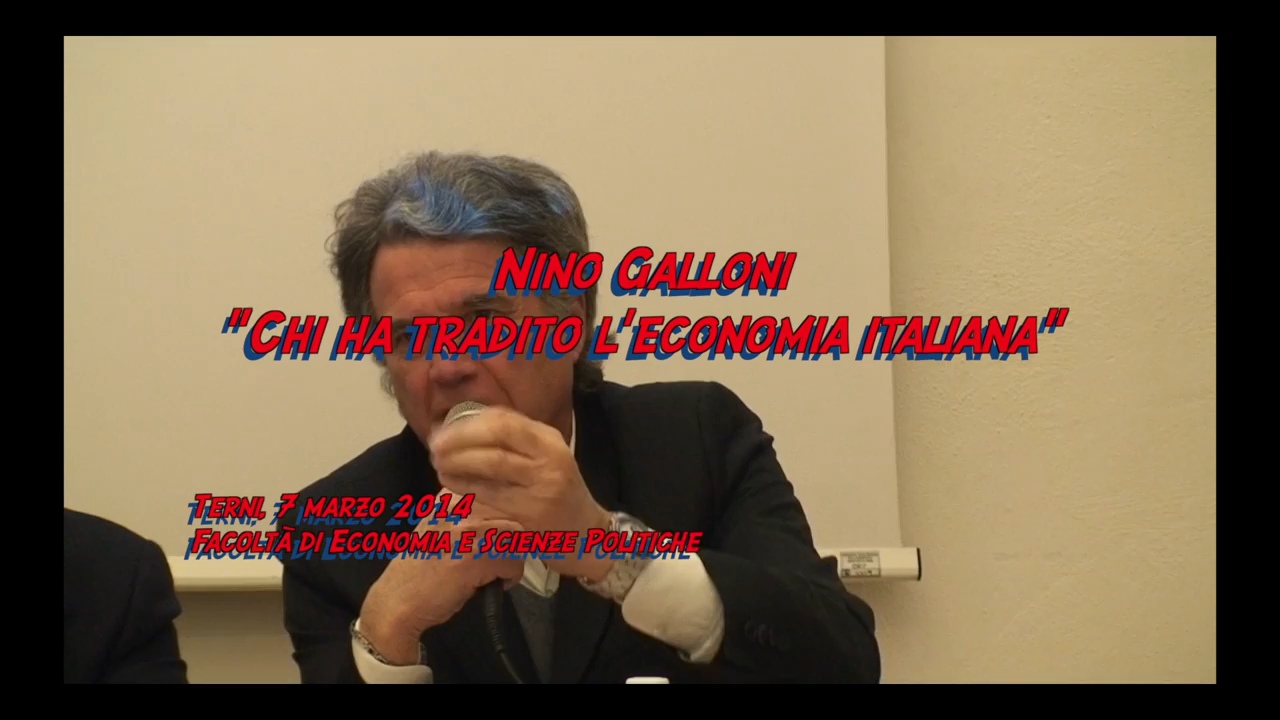 Nino Galloni
"Chi ha tradito l'economia italiana"
Terni, 7 marzo 2014
Facoltà di Economia e Scienze Politiche